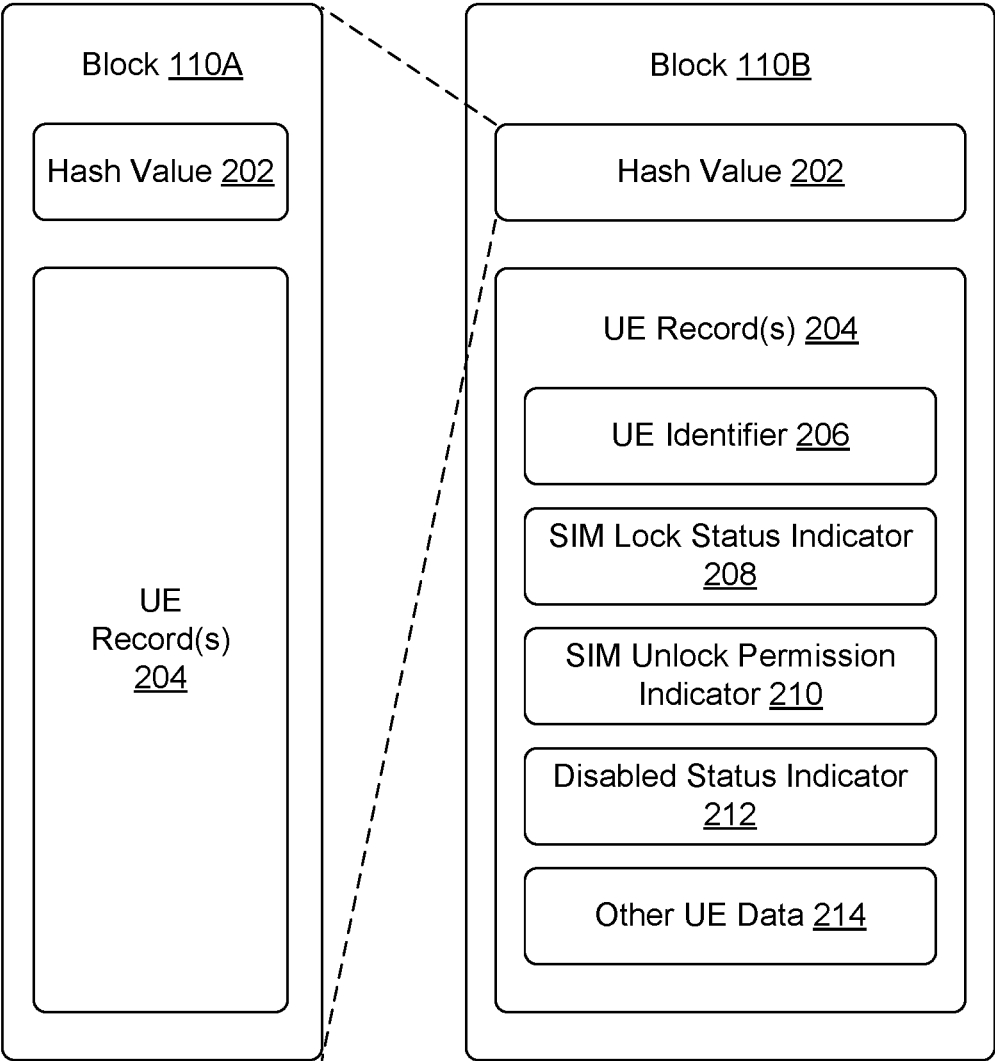 Block 110A
Hash Value 202
UE
Record(s)
204
Block 110B
Hash Value 202
UE Record(s) 204
UE Identifier 206
SIM Lock Status Indicator
208
SIM Unlock Permission
Indicator 210
Disabled Status Indicator
212
Other UE Data 214